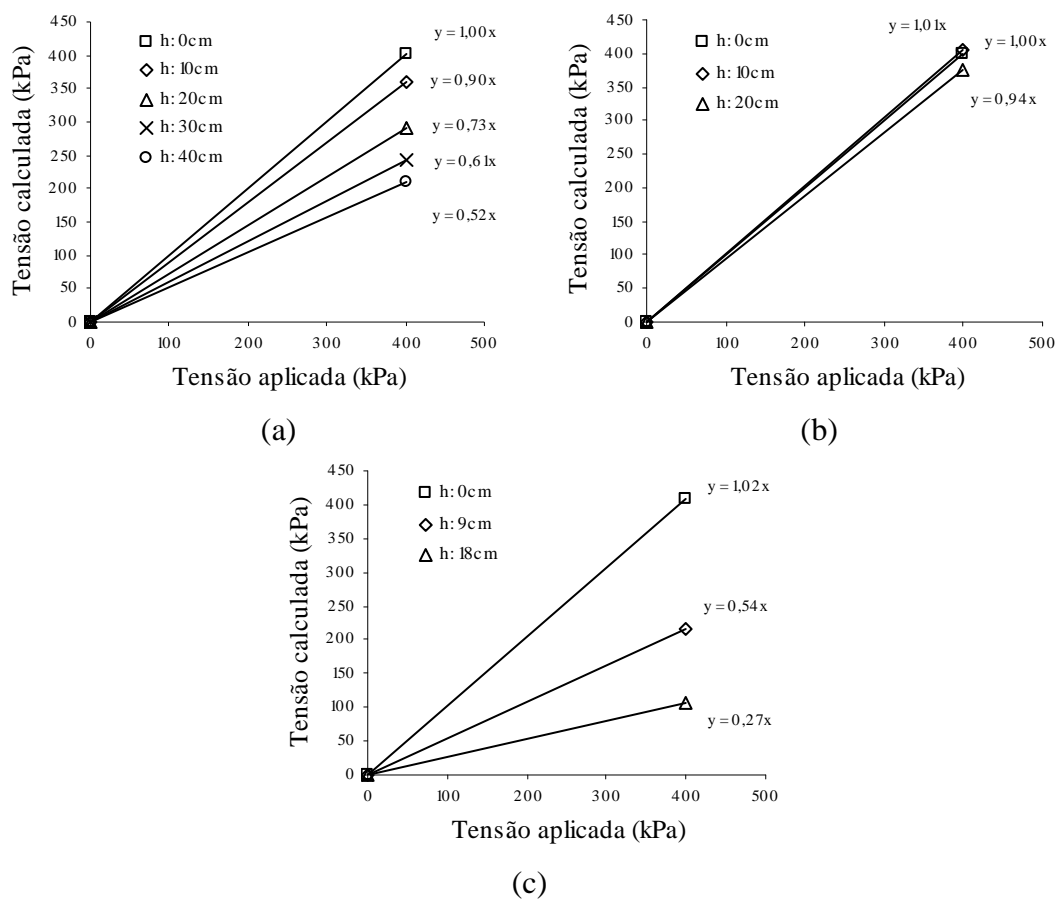 450
400
350
300
250
200
150
100
50
0
Tensão calculada (kPa)
h: 0cm
h: 10cm
h: 20cm
h: 30cm
h: 40cm
y = 1,00x
y = 0,90x
y = 0,73x
y = 0,61x
y = 0,52x
0 100 200 300 400 500
Tensão aplicada (kPa)
(a)
450
400
350
300
250
200
150
100
50
0
Tensão calculada (kPa)
h: 0cm
h: 10cm
h: 20cm
y = 1,01x
y = 1,00x
y = 0,94x
0 100 200 300 400 500
Tensão aplicada (kPa)
(b)
450
400
350
300
250
200
150
100
50
0
Tensão calculada (kPa)
h: 0cm
h: 9cm
h: 18cm
y = 1,02x
y = 0,54x
y = 0,27x
0 100 200 300 400 500
Tensão aplicada (kPa)
(c)